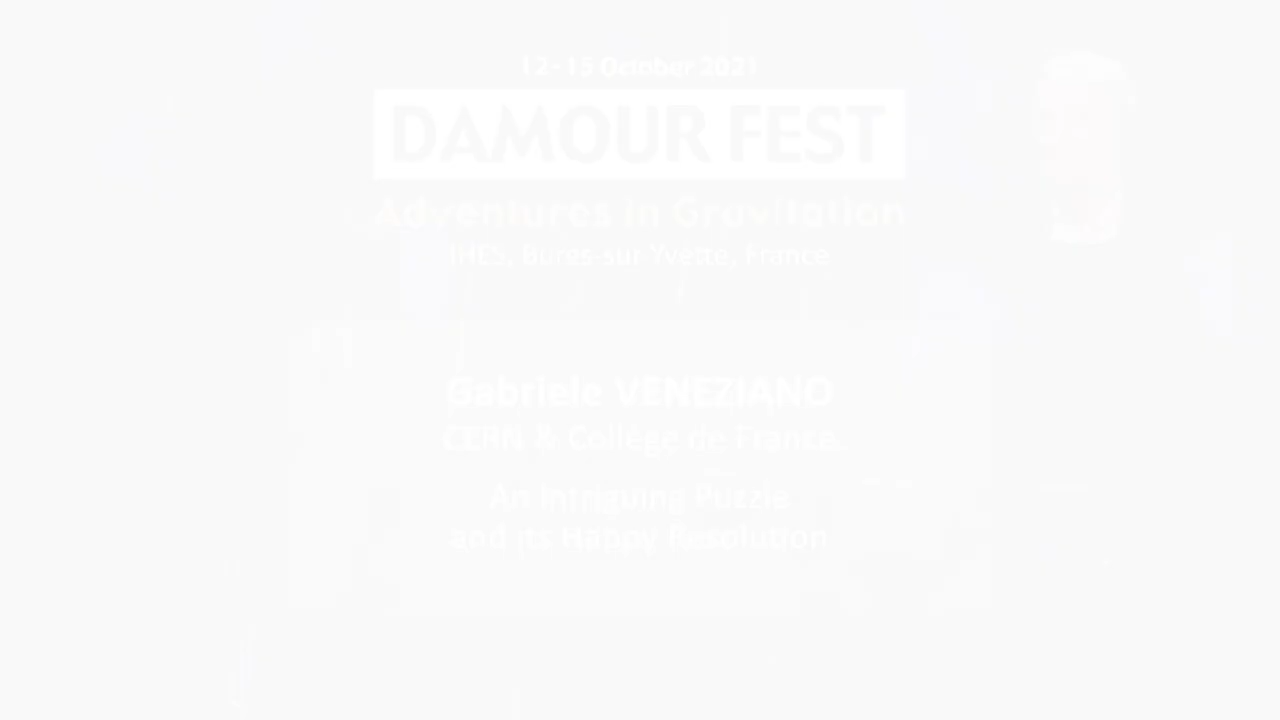 12-15 October 2021
DAMOUR FEST
Adventures in Gravitation
IHES, Bures-sur-Yvette, France
Gabriele VENEZIANO
CERN & Collège de France
An Intriguing Puzzle
and its Happy Resolution